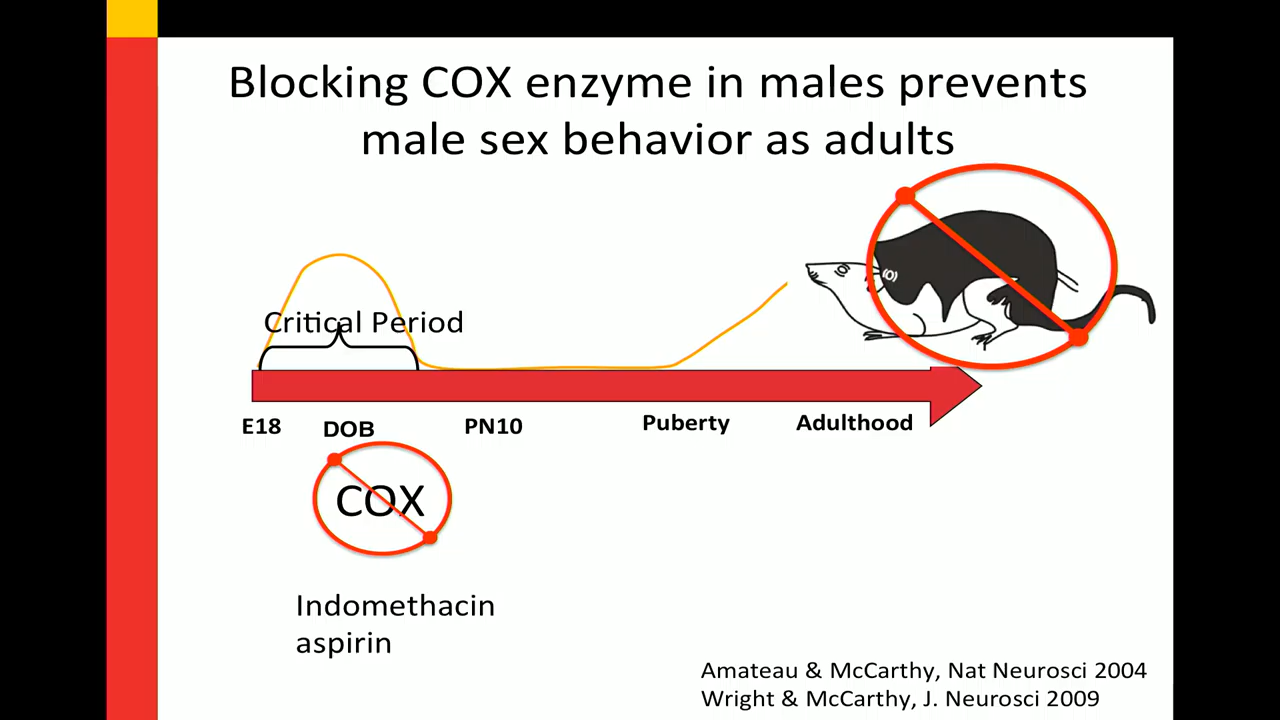 Blocking COX enzyme in males prevents
male sex behavior as adults
Critical Period
E18 DOB PN10 Puberty Adulthood
COX
Indomethacin
aspirin
Amateau & McCarthy, Nat Neurosci 2004
Wright & McCarthy, J. Neurosci 2009